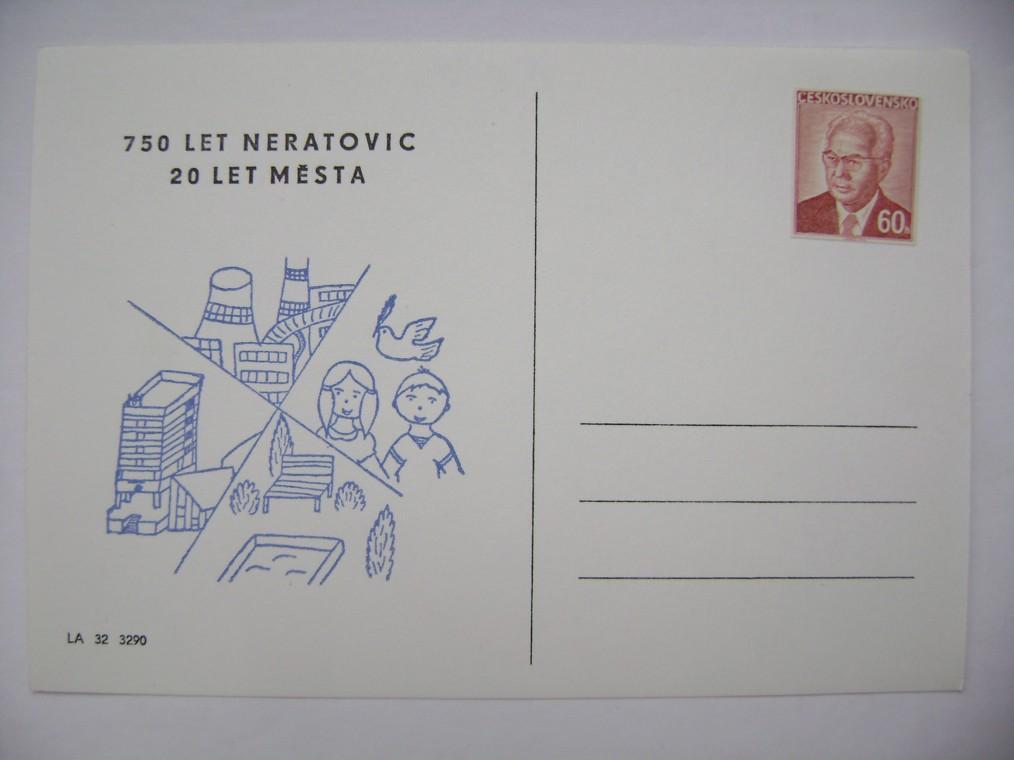 750 LET NERATOVIC
20 LET MĚSTA
ČESKOSLOVENSKO
60h
LA 32 3290